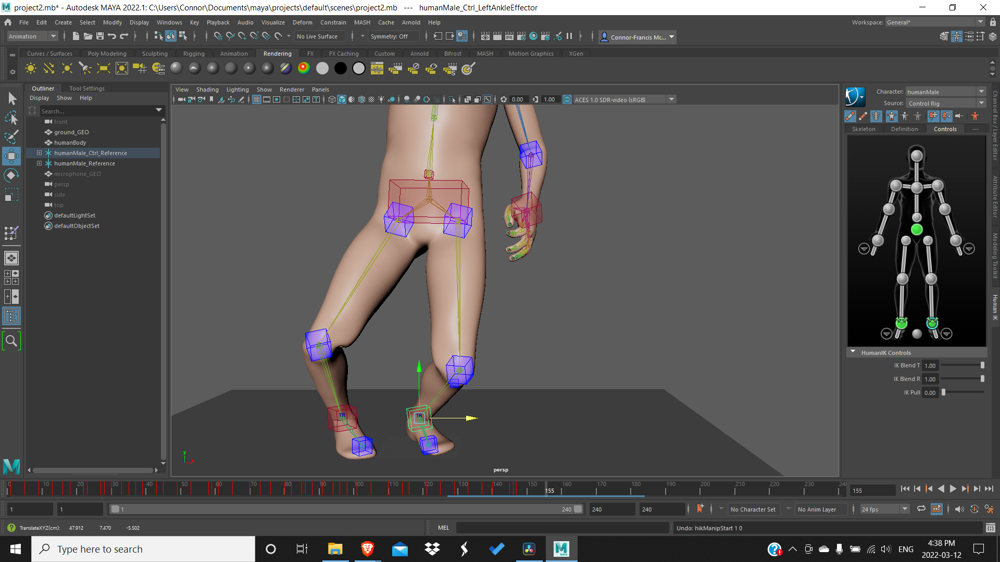 project2.mb* - Autodesk MAYA 2022.1: C:\Users\Connor\Documents\maya\projects\default\scenes\project2.mb --- humanMale_Ctrl_LeftAnkleEffector
File Edit Create Select Modify Display Windows Key Playback Audio Visualize Deform Constrain MASH Cache Arnold Help
Workspace: General*
Animation
No Live Surface
Symmetry: Off
IPR
Connor-Francis Mc...
Curves / Surfaces Poly Modeling Sculpting Rigging Animation Rendering FX FX Caching Custom Arnold Bifrost MASH Motion Graphics XGen
Outliner Tool Settings
Display Show Help
Search...
front
ground_GEO
humanBody
humanMale_Ctrl_Reference
humanMale_Reference
microphone_GEO
persp
side
top
defaultLightSet
defaultObjectSet
View Shading Lighting Show Renderer Panels
0.00
1.00
ON
ACES 1.0 SDR-video (sRGB)
TR
TR
y
persp
Character: humanMale
Source: Control Rig
Skeleton Definition Controls ---
HumanIK Controls
IK Blend T 1.00
IK Blend R 1.00
IK Pull 0.00
Channel Box / Layer Editor
Attribute Editor
Modeling Toolkit
Human IK
0 10 20 30 40 50 60 70 80 90 100 110 120 130 140 150 160 170 180 190 200 210 220 230 24
155
155
1
1
1
240
240
240
No Character Set
No Anim Layer
24 fps
TranslateXYZ(cm): 47.912 7.470 -5.502
MEL
Undo: hikManipStart 1 0
M
MAYA
Type here to search
ENG
4:38 PM
2022-03-12